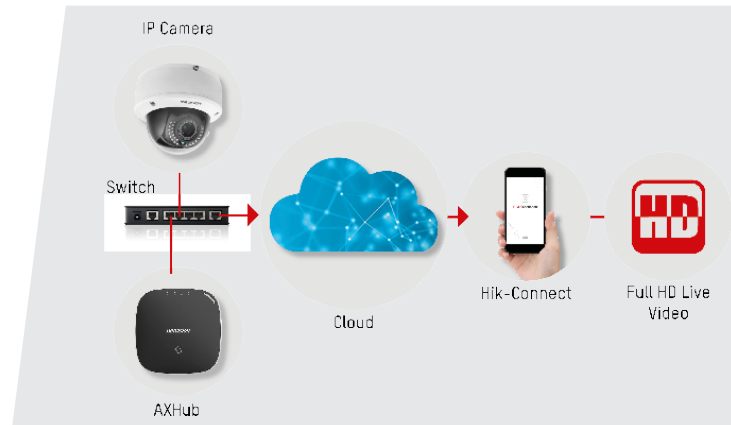 IP Camera
Switch
AXHub
Cloud
Hik-Connect
HD
Full HD Live
Video